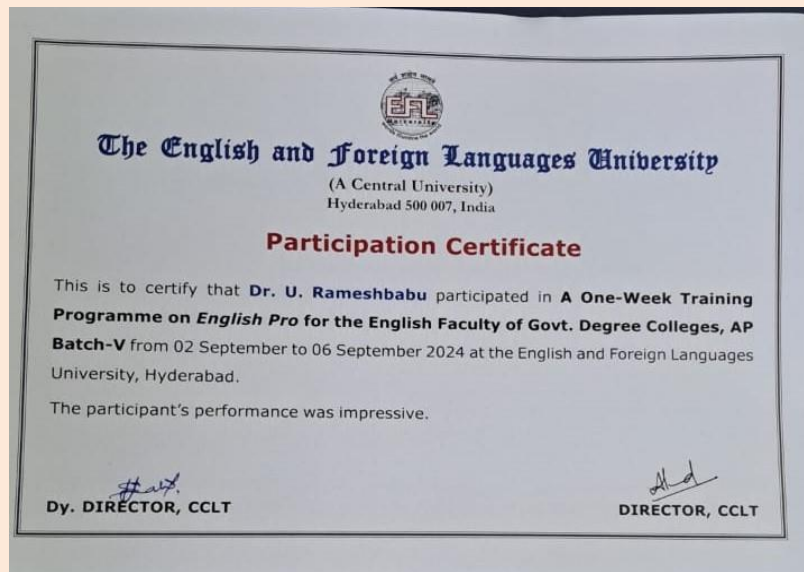 EFL
The English and Foreign Languages University
(A Central University)
Hyderabad 500 007, India
Participation Certificate
This is to certify that Dr. U. Rameshbabu participated in A One-Week Training
Programme on English Pro for the English Faculty of Govt. Degree Colleges, AP
Batch-V from 02 September to 06 September 2024 at the English and Foreign Languages
University, Hyderabad.
The participant's performance was impressive.
Dy. DIRECTOR, CCLT
DIRECTOR, CCLT